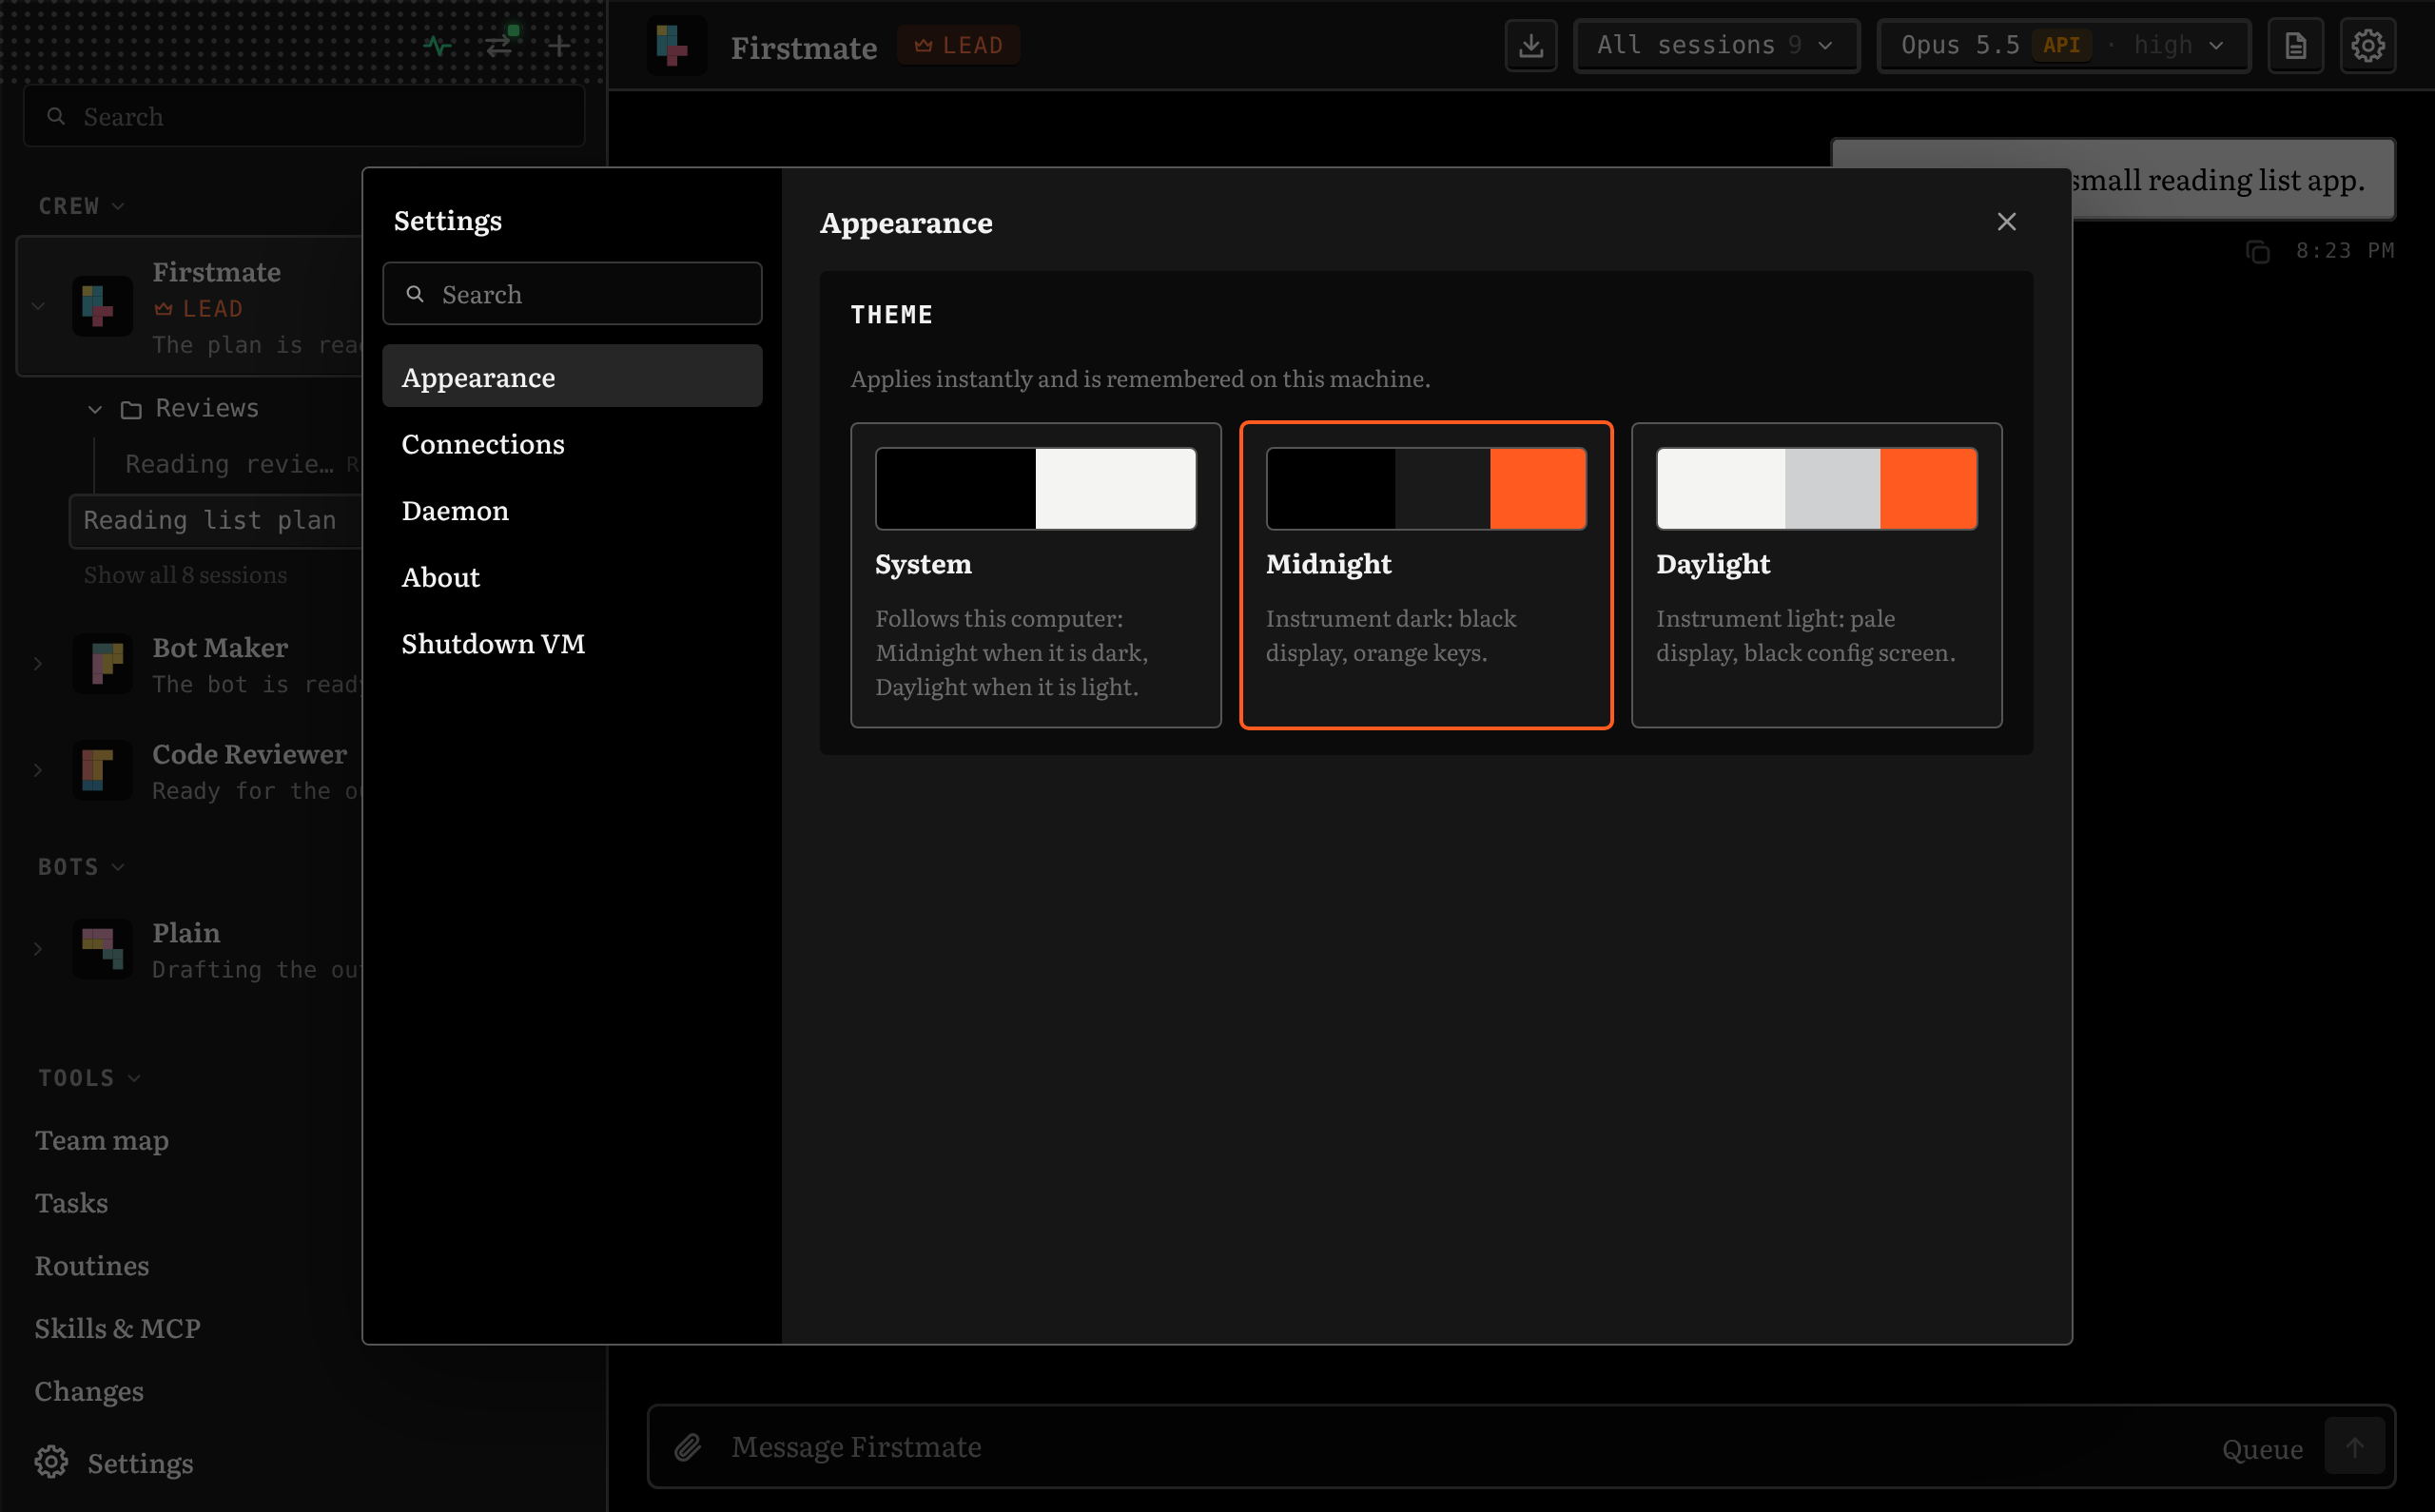 Search
CREW
Firstmate
LEAD
The plan is
Reviews
Reading revie…
Reading list plan
Show all 8 sessions
Bot Maker
The bot is ready
Code Reviewer
Ready for the
BOTS
Plain
Drafting the
TOOLS
Team map
Tasks
Routines
Skills & MCP
Changes
Settings
Firstmate LEAD
All sessions 9
Opus 5.5 API · high
small reading list app.
8:23 PM
Settings
Search
Appearance
Connections
Daemon
About
Shutdown VM
Appearance
THEME
Applies instantly and is remembered on this machine.
System
Follows this computer:
Midnight when it is dark,
Daylight when it is light.
Midnight
Instrument dark: black
display, orange keys.
Daylight
Instrument light: pale
display, black config screen.
Message Firstmate
Queue